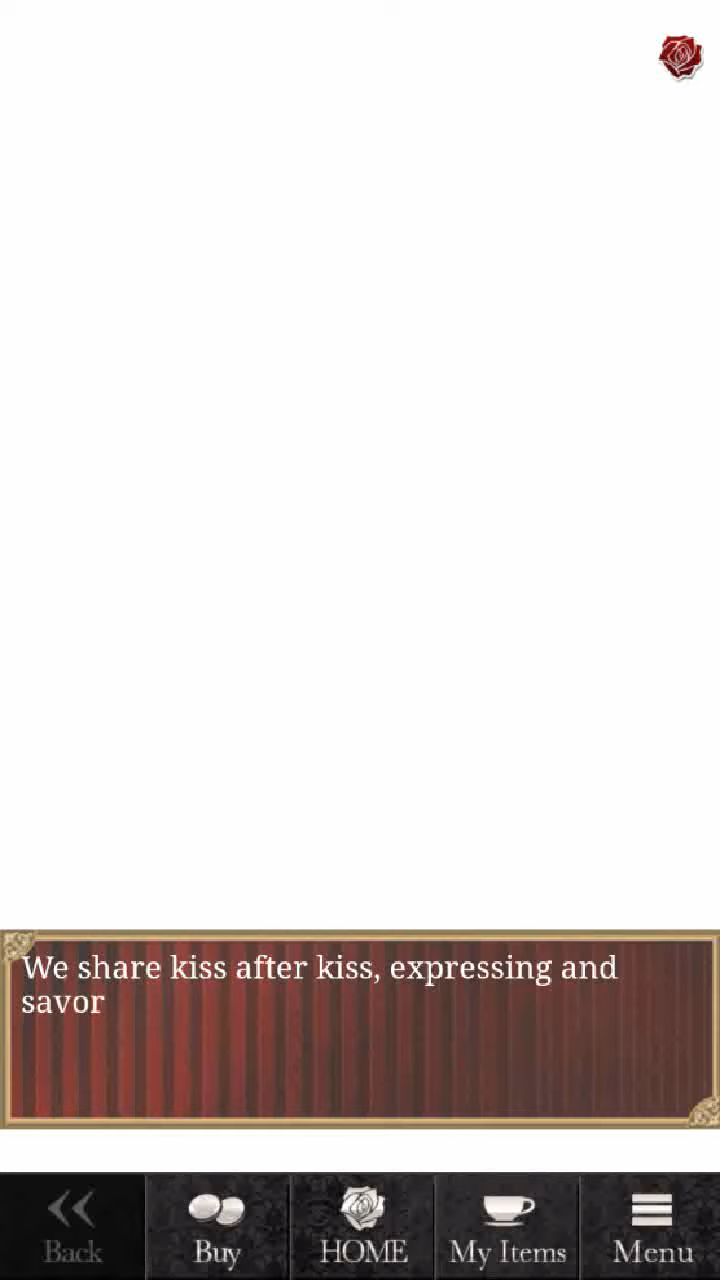 We share kiss after kiss, expressing and
savor
Back
Buy
HOME
My Items
Menu